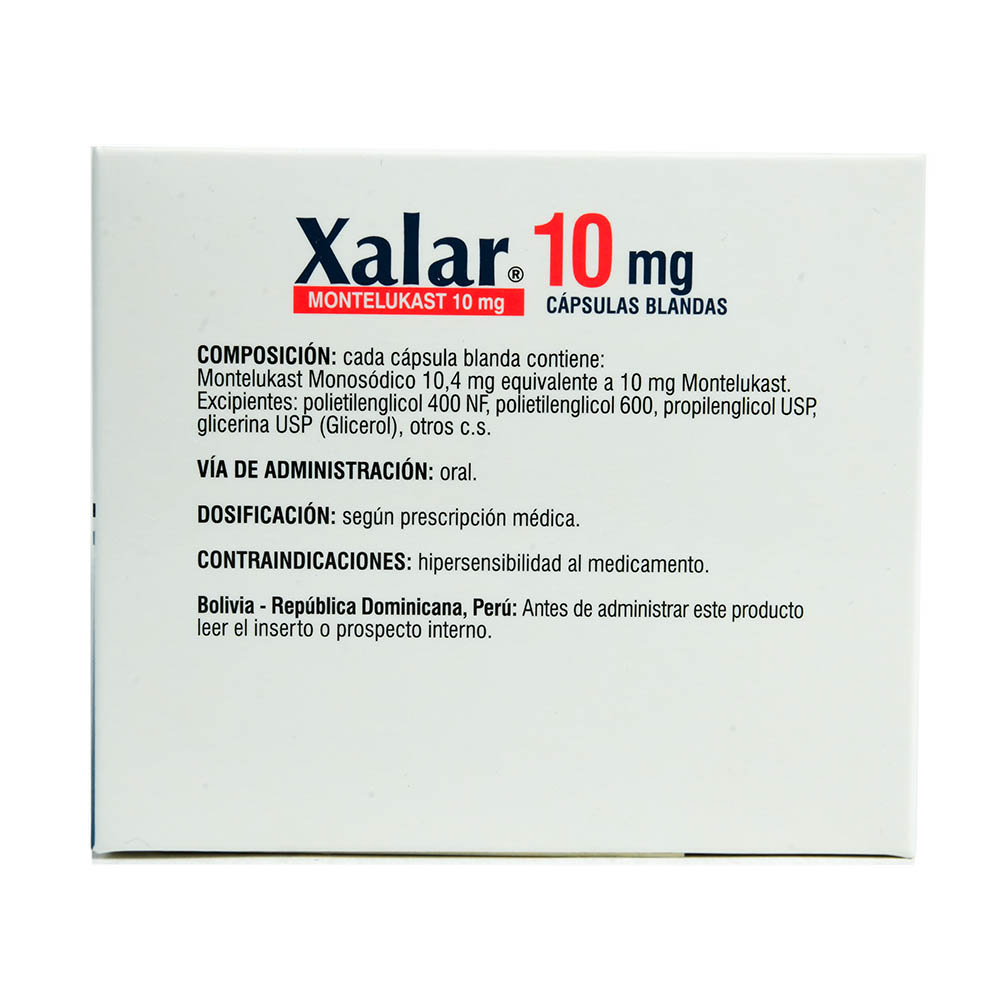 Xalar® 10 mg
MONTELUKAST 10 mg CÁPSULAS BLANDAS
COMPOSICIÓN: cada cápsula blanda contiene:
Montelukast Monosódico 10,4 mg equivalente a 10 mg Montelukast.
Excipientes: polietilenglicol 400 NF, polietilenglicol 600, propilenglicol USP,
glicerina USP (Glicerol), otros c.s.
VÍA DE ADMINISTRACIÓN: oral.
DOSIFICACIÓN: según prescripción médica.
CONTRAINDICACIONES: hipersensibilidad al medicamento.
Bolivia - República Dominicana, Perú: Antes de administrar este producto
leer el inserto o prospecto interno.